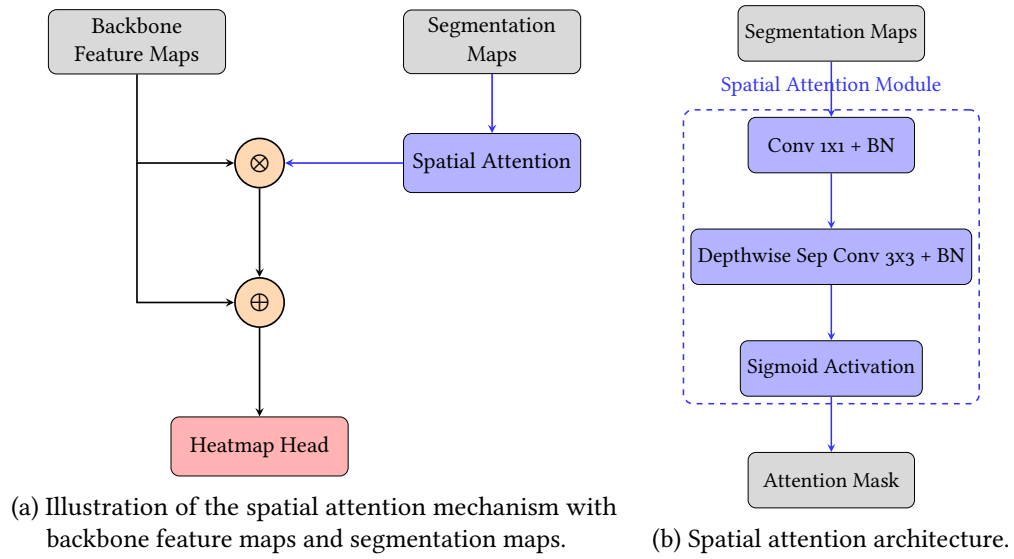 Backbone
Feature Maps
Segmentation
Maps
Spatial Attention
⊗
⊕
Heatmap Head
(a) Illustration of the spatial attention mechanism with
backbone feature maps and segmentation maps.
Segmentation Maps
Spatial Attention Module
Conv 1x1 + BN
Depthwise Sep Conv 3x3 + BN
Sigmoid Activation
Attention Mask
(b) Spatial attention architecture.